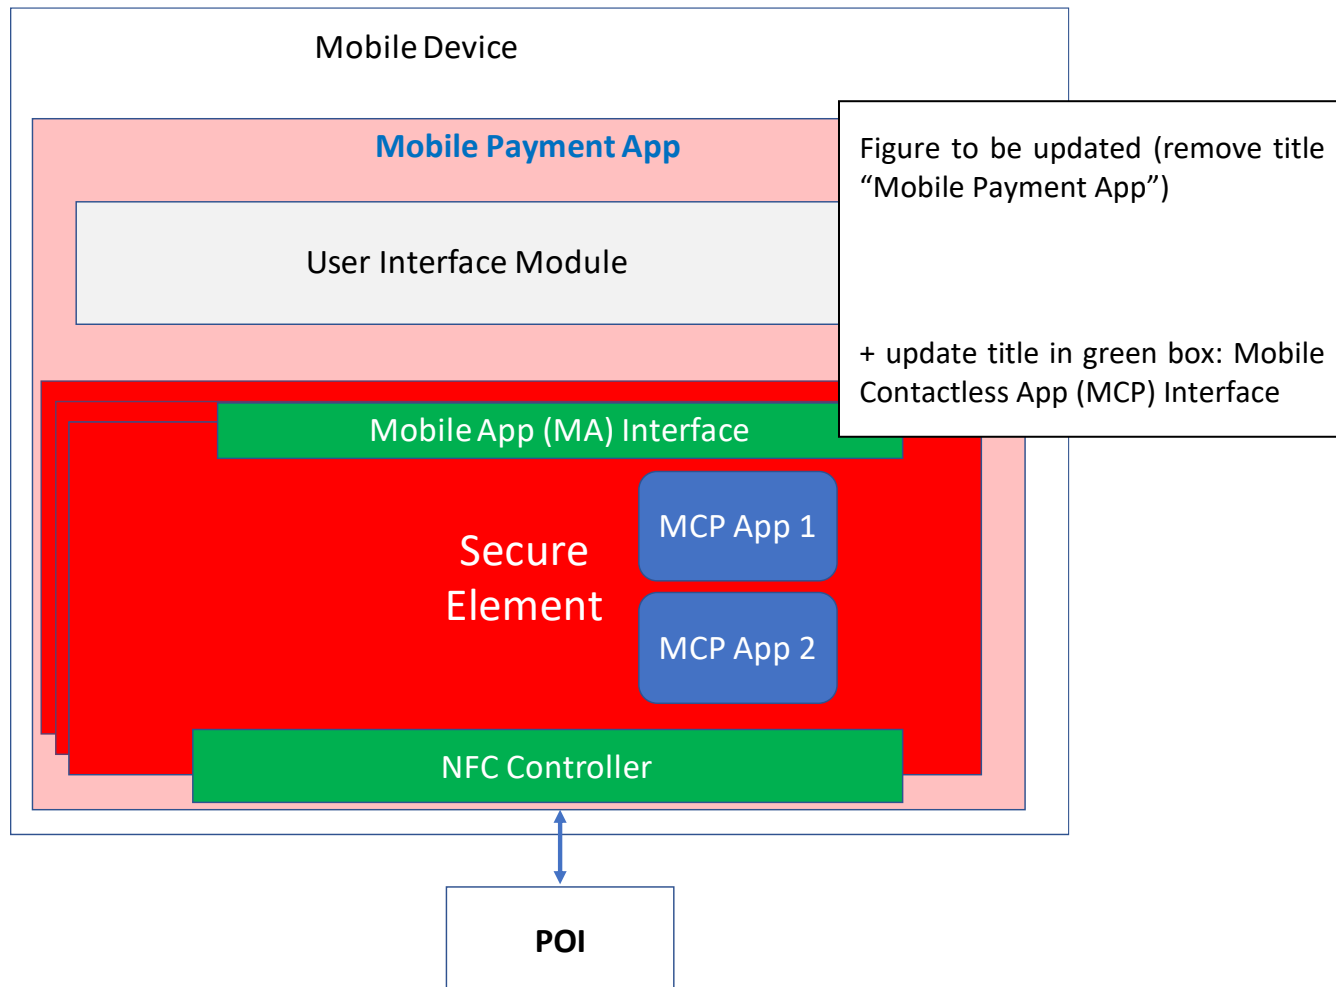 Mobile Device
Mobile Payment App
Figure to be updated (remove title
“Mobile Payment App”)
User Interface Module
+ update title in green box: Mobile
Contactless App (MCP) Interface
Mobile App (MA) Interface
MCP App 1
Secure
Element
MCP App 2
NFC Controller
POI